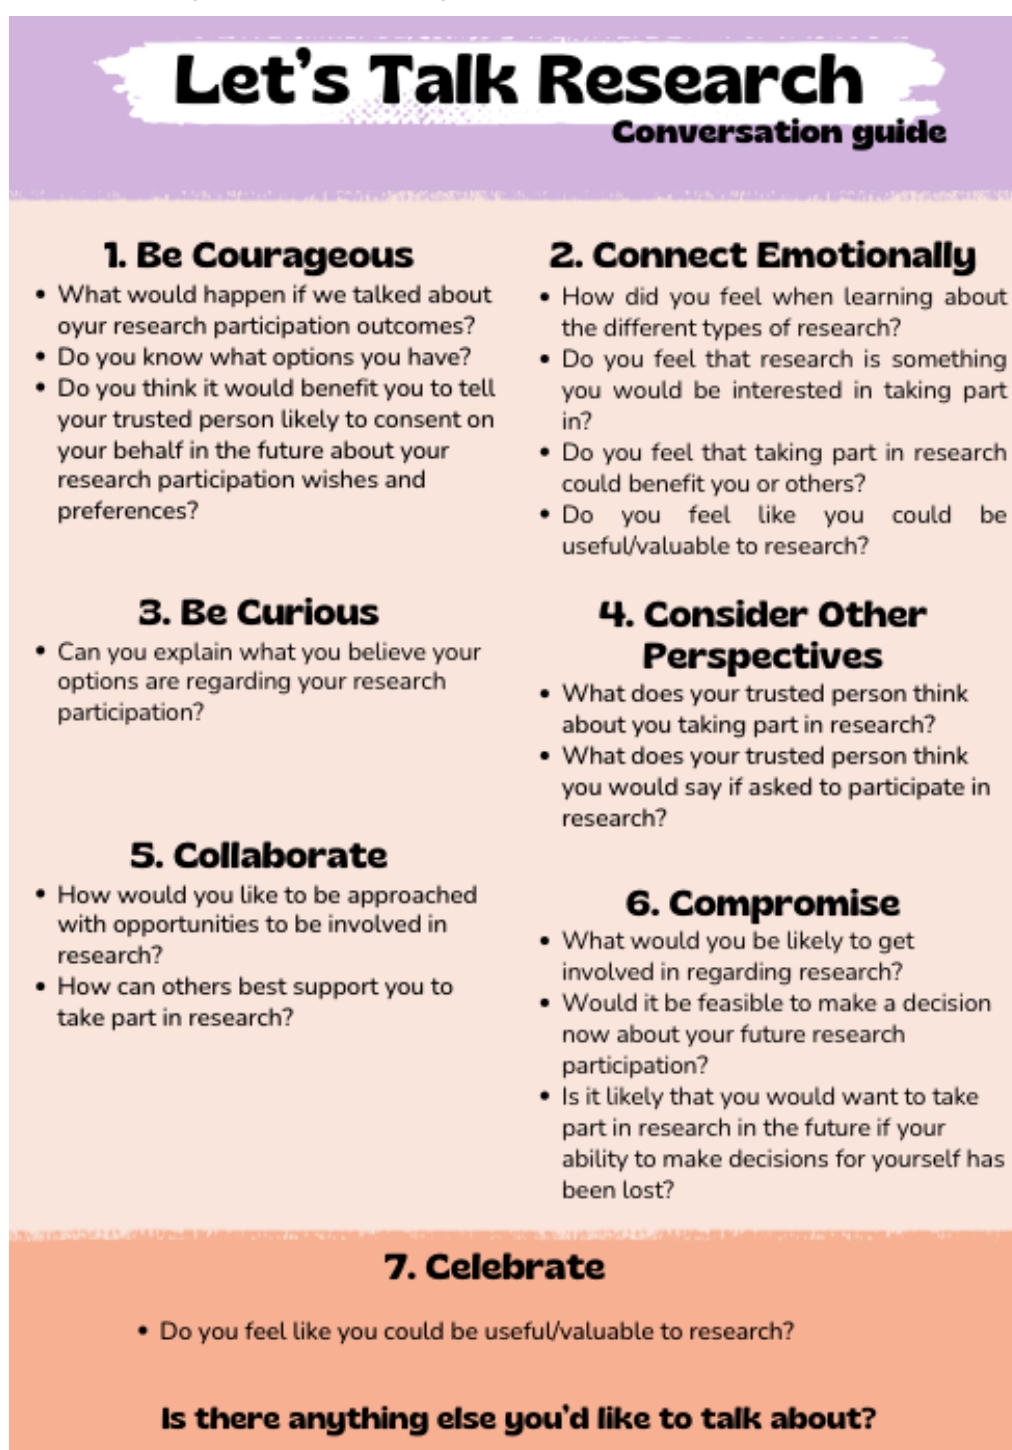 Let's Talk Research
Conversation guide
1. Be Courageous
• What would happen if we talked about
oyur research participation outcomes?
• Do you know what options you have?
• Do you think it would benefit you to tell
your trusted person likely to consent on
your behalf in the future about your
research participation wishes and
preferences?
2. Connect Emotionally
• How did you feel when learning about
the different types of research?
• Do you feel that research is something
you would be interested in taking part
in?
• Do you feel that taking part in research
could benefit you or others?
• Do you feel like you could be
useful/valuable to research?
3. Be Curious
• Can you explain what you believe your
options are regarding your research
participation?
4. Consider Other
Perspectives
• What does your trusted person think
about you taking part in research?
• What does your trusted person think
you would say if asked to participate in
research?
5. Collaborate
• How would you like to be approached
with opportunities to be involved in
research?
• How can others best support you to
take part in research?
6. Compromise
• What would you be likely to get
involved in regarding research?
• Would it be feasible to make a decision
now about your future research
participation?
• Is it likely that you would want to take
part in research in the future if your
ability to make decisions for yourself has
been lost?
7. Celebrate
• Do you feel like you could be useful/valuable to research?
Is there anything else you'd like to talk about?